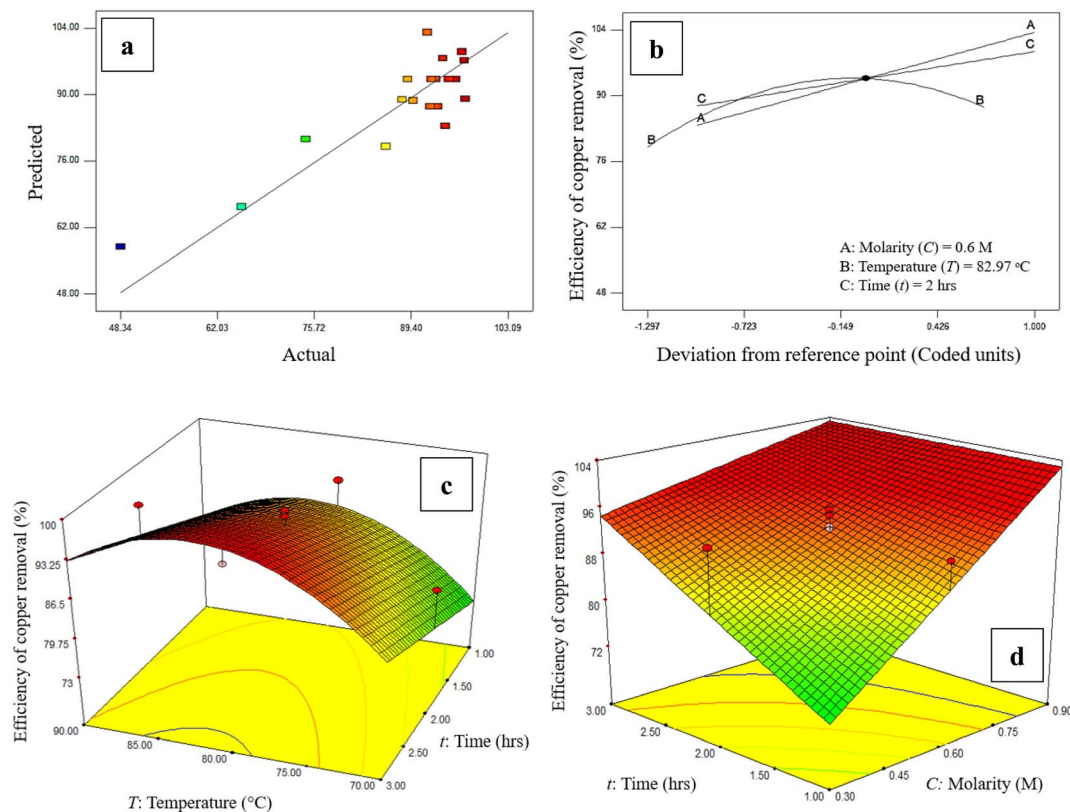 a
104.00
90.00
76.00
62.00
48.00
Predicted
48.34
62.03
75.72
89.40
103.09
Actual
b
Efficiency of copper removal (%)
104
90
76
62
48
A
C
B
C
A
B
A: Molarity (C) = 0.6 M
B: Temperature (T) = 82.97 °C
C: Time (t) = 2 hrs
-1.297
-0.723
-0.149
0.426
1.000
Deviation from reference point (Coded units)
c
Efficiency of copper removal (%)
100
93.25
86.5
79.75
73
90.00
85.00
80.00
75.00
70.00
3.00
2.50
2.00
1.50
1.00
t: Time (hrs)
T: Temperature (°C)
d
Efficiency of copper removal (%)
104
96
88
80
72
3.00
2.50
2.00
1.50
1.00
0.30
0.45
0.60
0.75
0.90
t: Time (hrs)
C: Molarity (M)